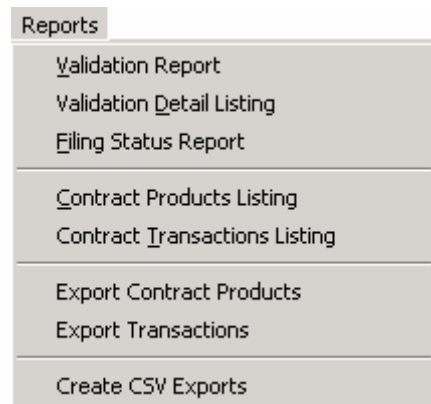 Reports
Validation Report
Validation Detail Listing
Filing Status Report
Contract Products Listing
Contract Transactions Listing
Export Contract Products
Export Transactions
Create CSV Exports